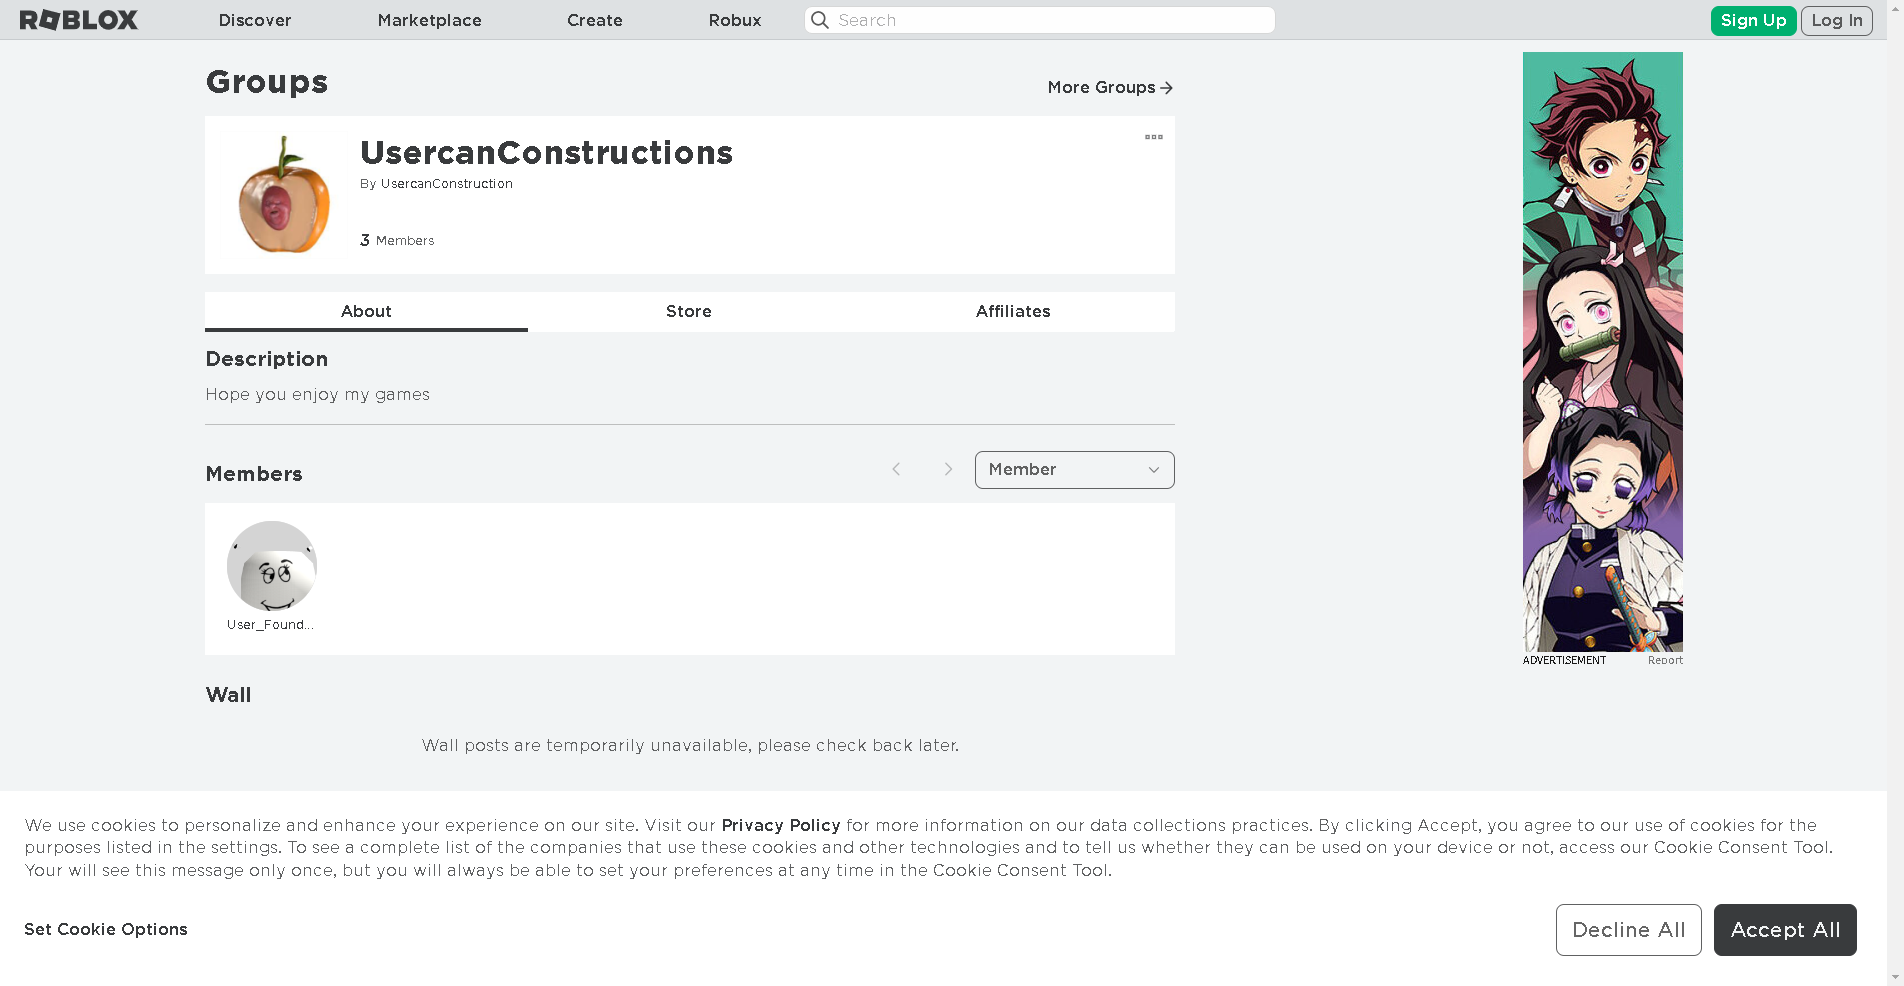 ROBLOX
Discover
Marketplace
Create
Robux
Search
Sign Up
Log In
Groups
More Groups
UsercanConstructions
By UsercanConstruction
3 Members
About
Store
Affiliates
Description
Hope you enjoy my games
Members
Member
User_Found...
Wall
Wall posts are temporarily unavailable, please check back later.
ADVERTISEMENT
Report
We use cookies to personalize and enhance your experience on our site. Visit our Privacy Policy for more information on our data collections practices. By clicking Accept, you agree to our use of cookies for the
purposes listed in the settings. To see a complete list of the companies that use these cookies and other technologies and to tell us whether they can be used on your device or not, access our Cookie Consent Tool.
Your will see this message only once, but you will always be able to set your preferences at any time in the Cookie Consent Tool.
Set Cookie Options
Decline All
Accept All